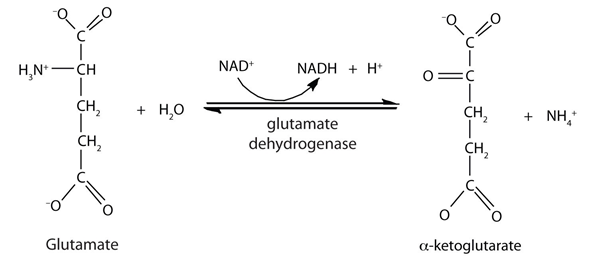 ⁻O O
C
H₃N⁺ CH
CH₂
CH₂
C
⁻O O
Glutamate
+ H₂O
NAD⁺ NADH + H⁺
glutamate
dehydrogenase
⁻O O
C
O C
CH₂
CH₂
C
O O
α-ketoglutarate
+ NH₄⁺